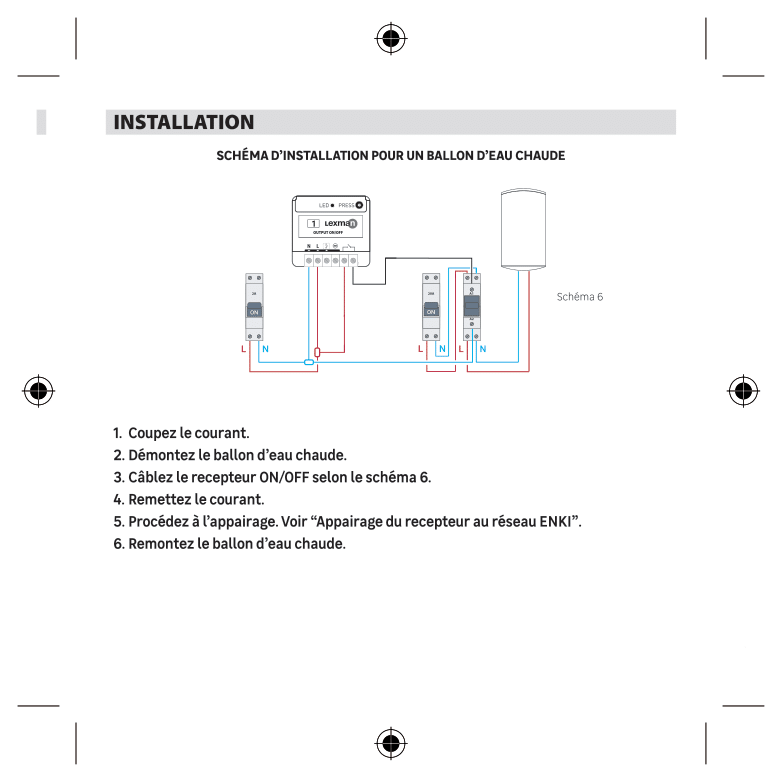 INSTALLATION
SCHÉMA D’INSTALLATION POUR UN BALLON D’EAU CHAUDE
LED PRESS
1 Lexman
OUTPUT ON/OFF
N L
ON
ON
A1
A2
Schéma 6
L N
L N L N
1. Coupez le courant.
2. Démontez le ballon d’eau chaude.
3. Câblez le recepteur ON/OFF selon le schéma 6.
4. Remettez le courant.
5. Procédez à l’appairage. Voir “Appairage du recepteur au réseau ENKI”.
6. Remontez le ballon d’eau chaude.